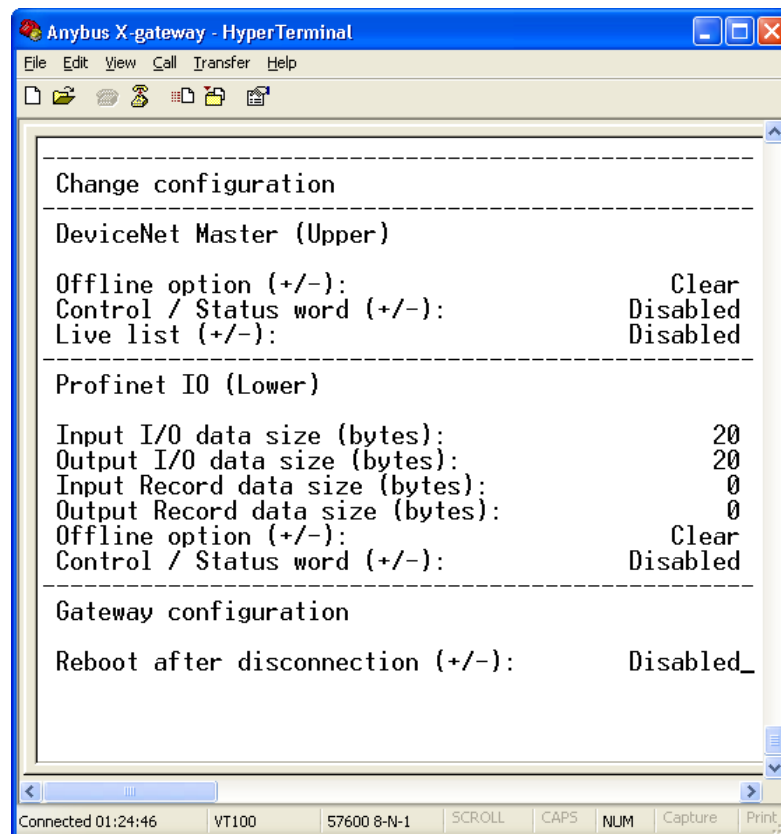 Anybus X-gateway - HyperTerminal
File Edit View Call Transfer Help
Change configuration
DeviceNet Master (Upper)
Offline option (+/-): Clear
Control / Status word (+/-): Disabled
Live list (+/-): Disabled
Profinet IO (Lower)
Input I/O data size (bytes): 20
Output I/O data size (bytes): 20
Input Record data size (bytes): 0
Output Record data size (bytes): 0
Offline option (+/-): Clear
Control / Status word (+/-): Disabled
Gateway configuration
Reboot after disconnection (+/-): Disabled_
Connected 01:24:46 VT100 57600 8-N-1 SCROLL CAPS NUM Capture Print